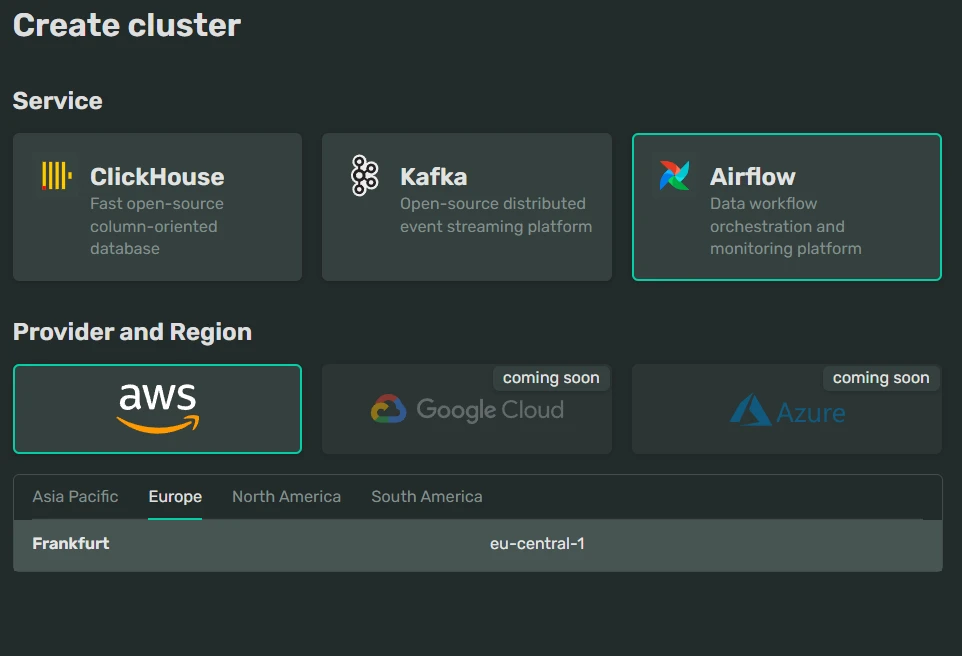 Create cluster
Service
ClickHouse
Fast open-source
column-oriented
database
Kafka
Open-source distributed
event streaming platform
Airflow
Data workflow
orchestration and
monitoring platform
Provider and Region
aws
coming soon
Google Cloud
coming soon
Azure
Asia Pacific Europe North America South America
Frankfurt eu-central-1